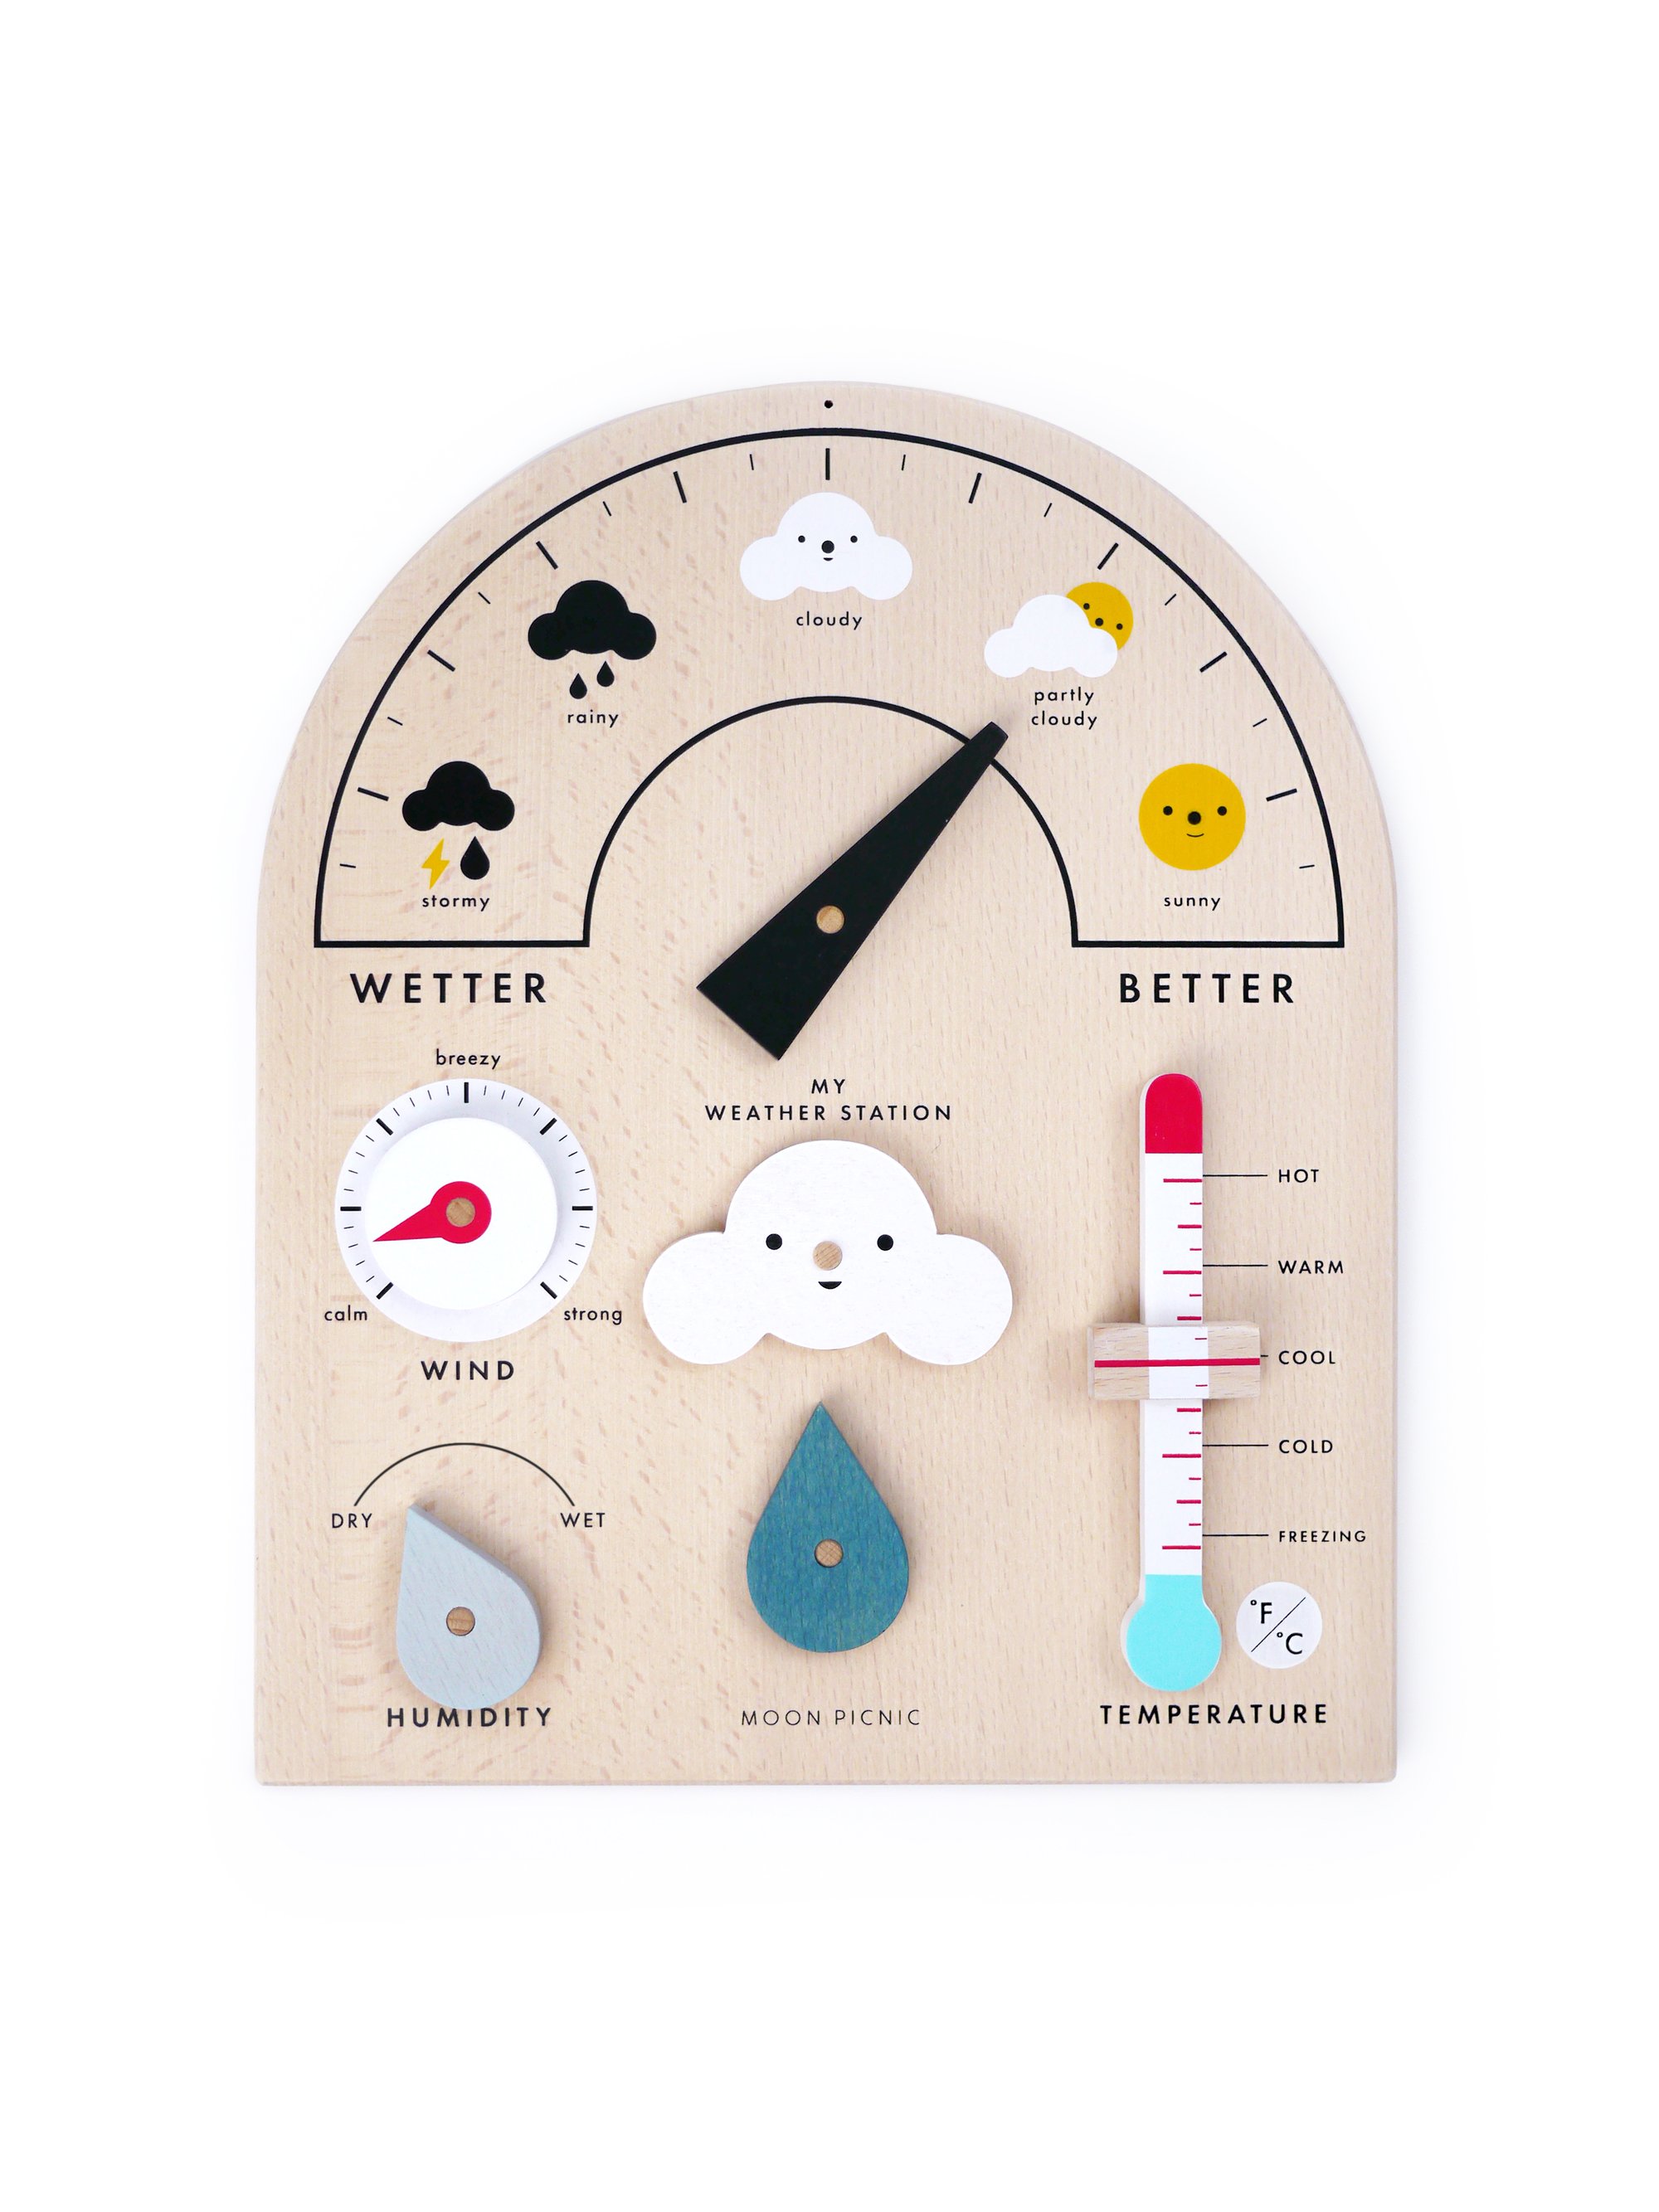 cloudy
rainy
partly
cloudy
stormy
sunny
WETTER
BETTER
breezy
calm
strong
WIND
MY
WEATHER STATION
HOT
WARM
COOL
COLD
FREEZING
DRY
WET
°F/°C
HUMIDITY
MOON PICNIC
TEMPERATURE